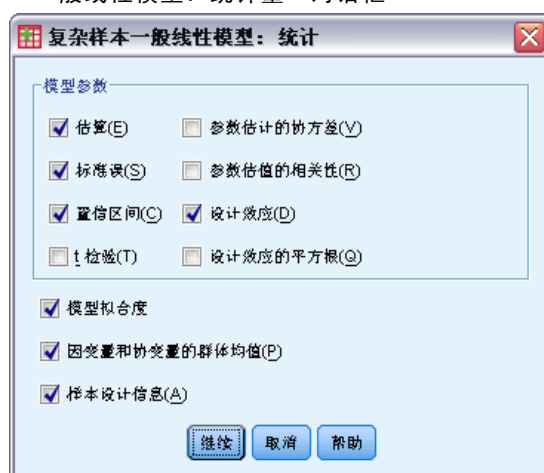 复杂样本一般线性模型: 统计
模型参数
估算(E)
参数估计的协方差(V)
标准误(S)
参数估值的相关性(R)
置信区间(C)
设计效应(D)
t 检验(T)
设计效应的平方根(Q)
模型拟合度
因变量和协变量的群体均值(P)
样本设计信息(A)
继续 取消 帮助